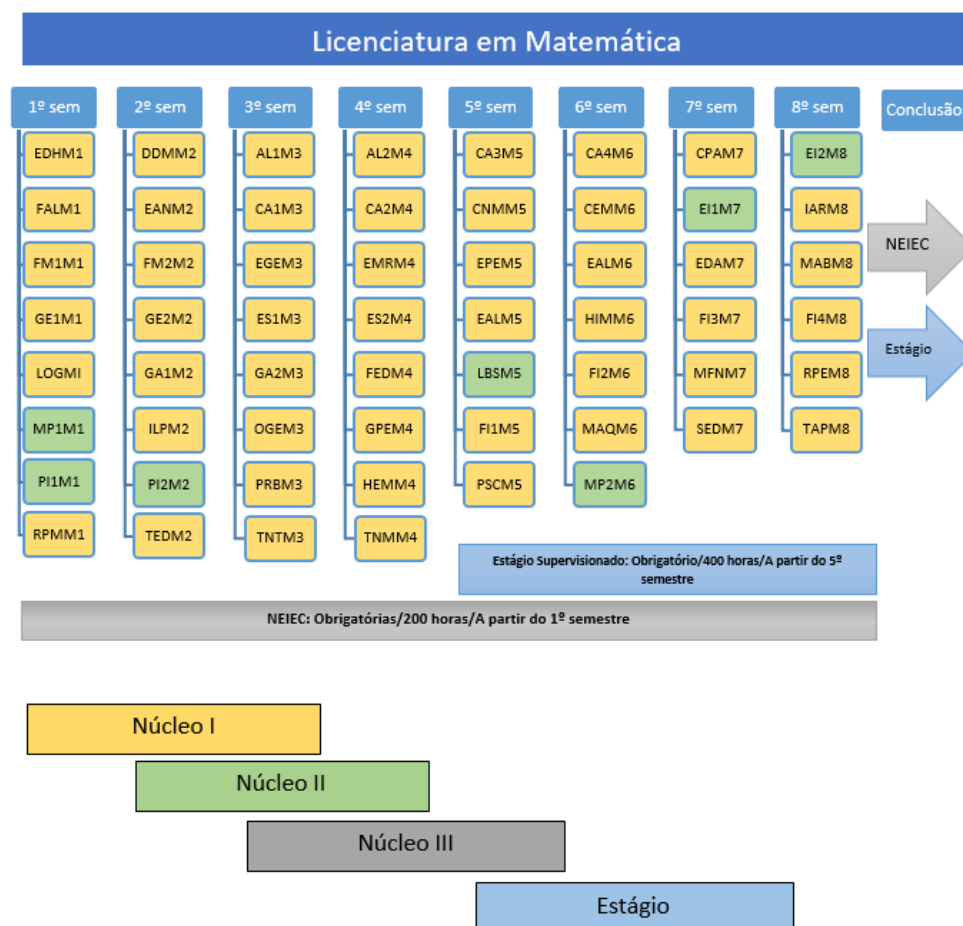 Licenciatura em Matemática
1º sem
2º sem
3º sem
4º sem
5º sem
6º sem
7º sem
8º sem
Conclusão
EDHM1
DDMM2
AL1M3
AL2M4
CA3M5
CA4M6
CPAM7
EI2M8
FALM1
EANM2
CA1M3
CA2M4
CNMM5
CEMM6
EI1M7
IARM8
NEIEC
FM1M1
FM2M2
EGEM3
EMRM4
EPEM5
EALM6
EDAM7
MABM8
GE1M1
GE2M2
ES1M3
ES2M4
EALM5
HIMM6
FI3M7
FI4M8
Estágio
LOGMI
GA1M2
GA2M3
FEDM4
LBSM5
FI2M6
MFNM7
RPEM8
MP1M1
ILPM2
OGEM3
GPEM4
FI1M5
MAQM6
SEDM7
TAPM8
PI1M1
PI2M2
PRBM3
HEMM4
PSCM5
MP2M6
RPMM1
TEDM2
TNTM3
TNMM4
Estágio Supervisionado: Obrigatório/400 horas/A partir do 5º
semestre
NEIEC: Obrigatórias/200 horas/A partir do 1º semestre
Núcleo I
Núcleo II
Núcleo III
Estágio